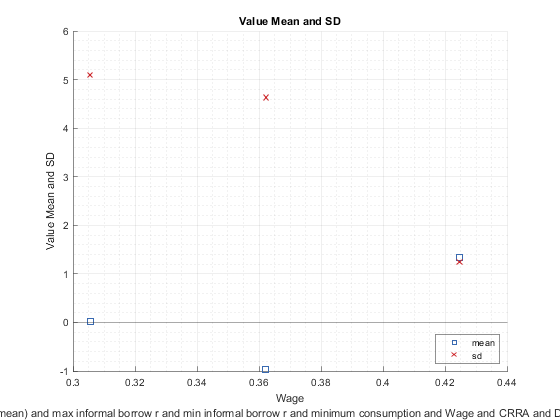 Value Mean and SD
Value Mean and SD
6
5
4
3
2
1
0
-1
0.3
0.32
0.34
0.36
0.38
0.4
0.42
0.44
mean
sd
Wage
mean) and max informal borrow r and min informal borrow r and minimum consumption and Wage and CRRA and